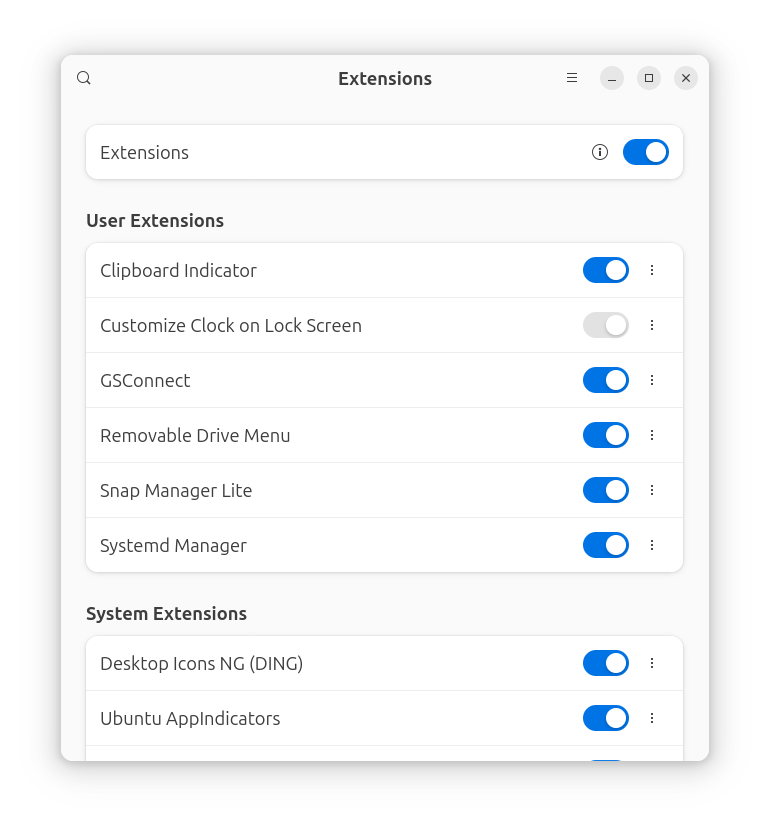 Extensions
Extensions
User Extensions
Clipboard Indicator
Customize Clock on Lock Screen
GSConnect
Removable Drive Menu
Snap Manager Lite
Systemd Manager
System Extensions
Desktop Icons NG (DING)
Ubuntu AppIndicators